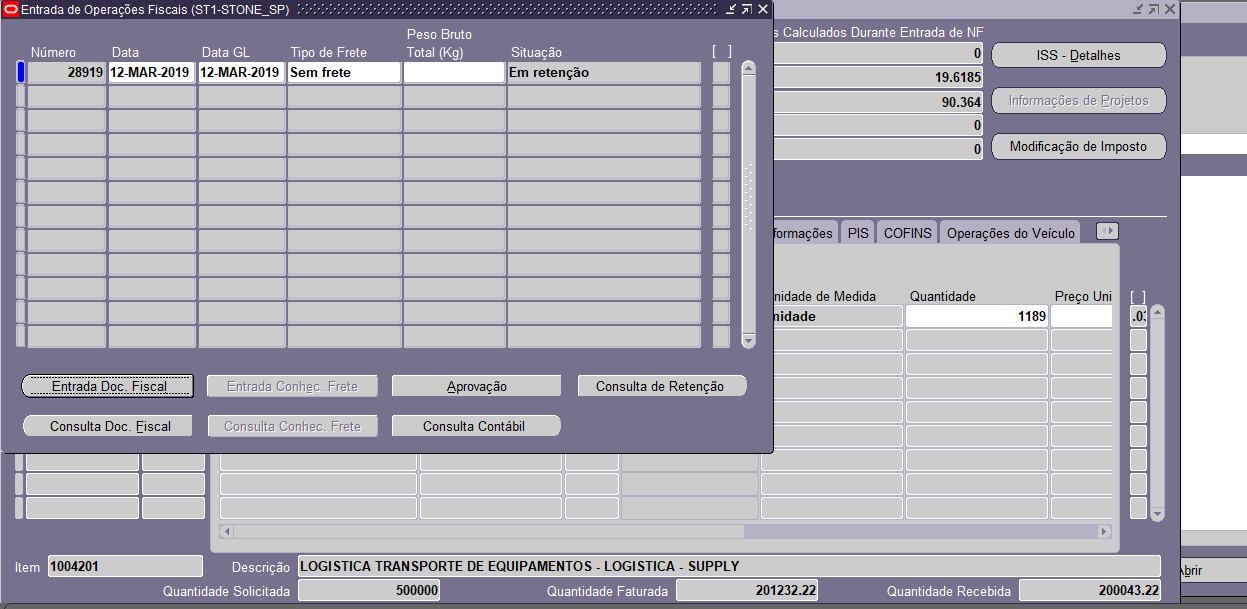 Entrada de Operações Fiscais (ST1-STONE_SP)
s Calculados Durante Entrada de NF
Peso Bruto
Número Data Data GL Tipo de Frete Total (Kg) Situação [ ]
28919 12-MAR-2019 12-MAR-2019 Sem frete Em retenção
0
19.6185
90.364
0
0
ISS - Detalhes
Informações de Projetos
Modificação de Imposto
formações PIS COFINS Operações do Veículo
nidade de Medida Quantidade Preço Uni [ ]
nidade 1189 .03
Entrada Doc. Fiscal Entrada Conheç. Frete Aprovação Consulta de Retenção
Consulta Doc. Fiscal Consulta Conhec. Frete Consulta Contábil
Item 1004201 Descrição LOGISTICA TRANSPORTE DE EQUIPAMENTOS - LOGISTICA - SUPPLY
Abrir
Quantidade Solicitada 500000 Quantidade Faturada 201232.22 Quantidade Recebida 200043.22